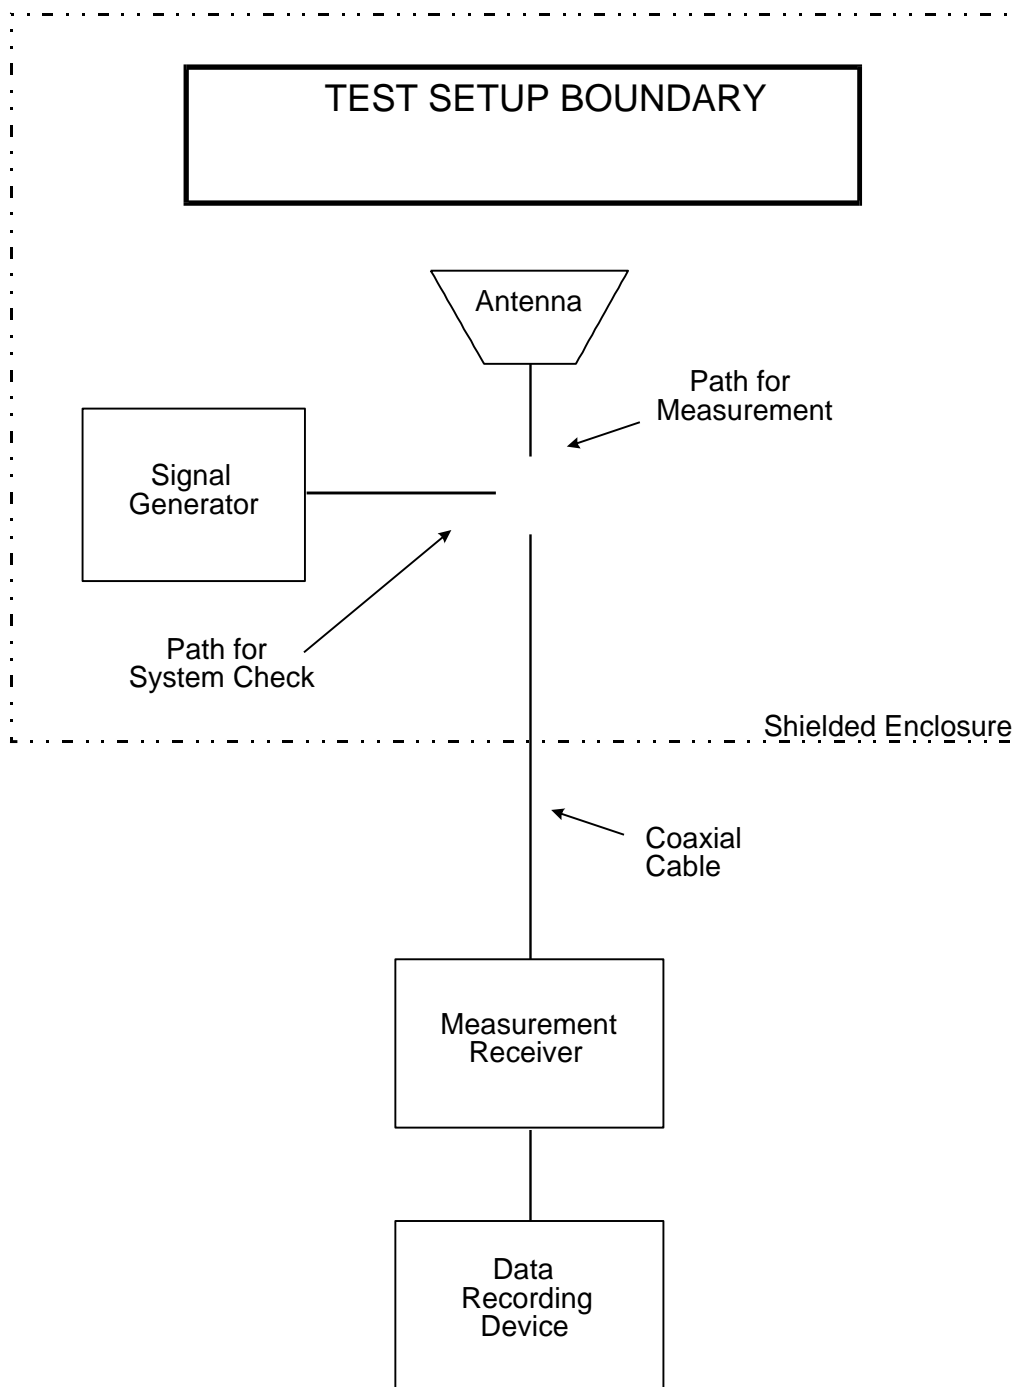 TEST SETUP BOUNDARY
Antenna
Path for
Measurement
Signal
Generator
Path for
System Check
Shielded Enclosure
Coaxial
Cable
Measurement
Receiver
Data
Recording
Device